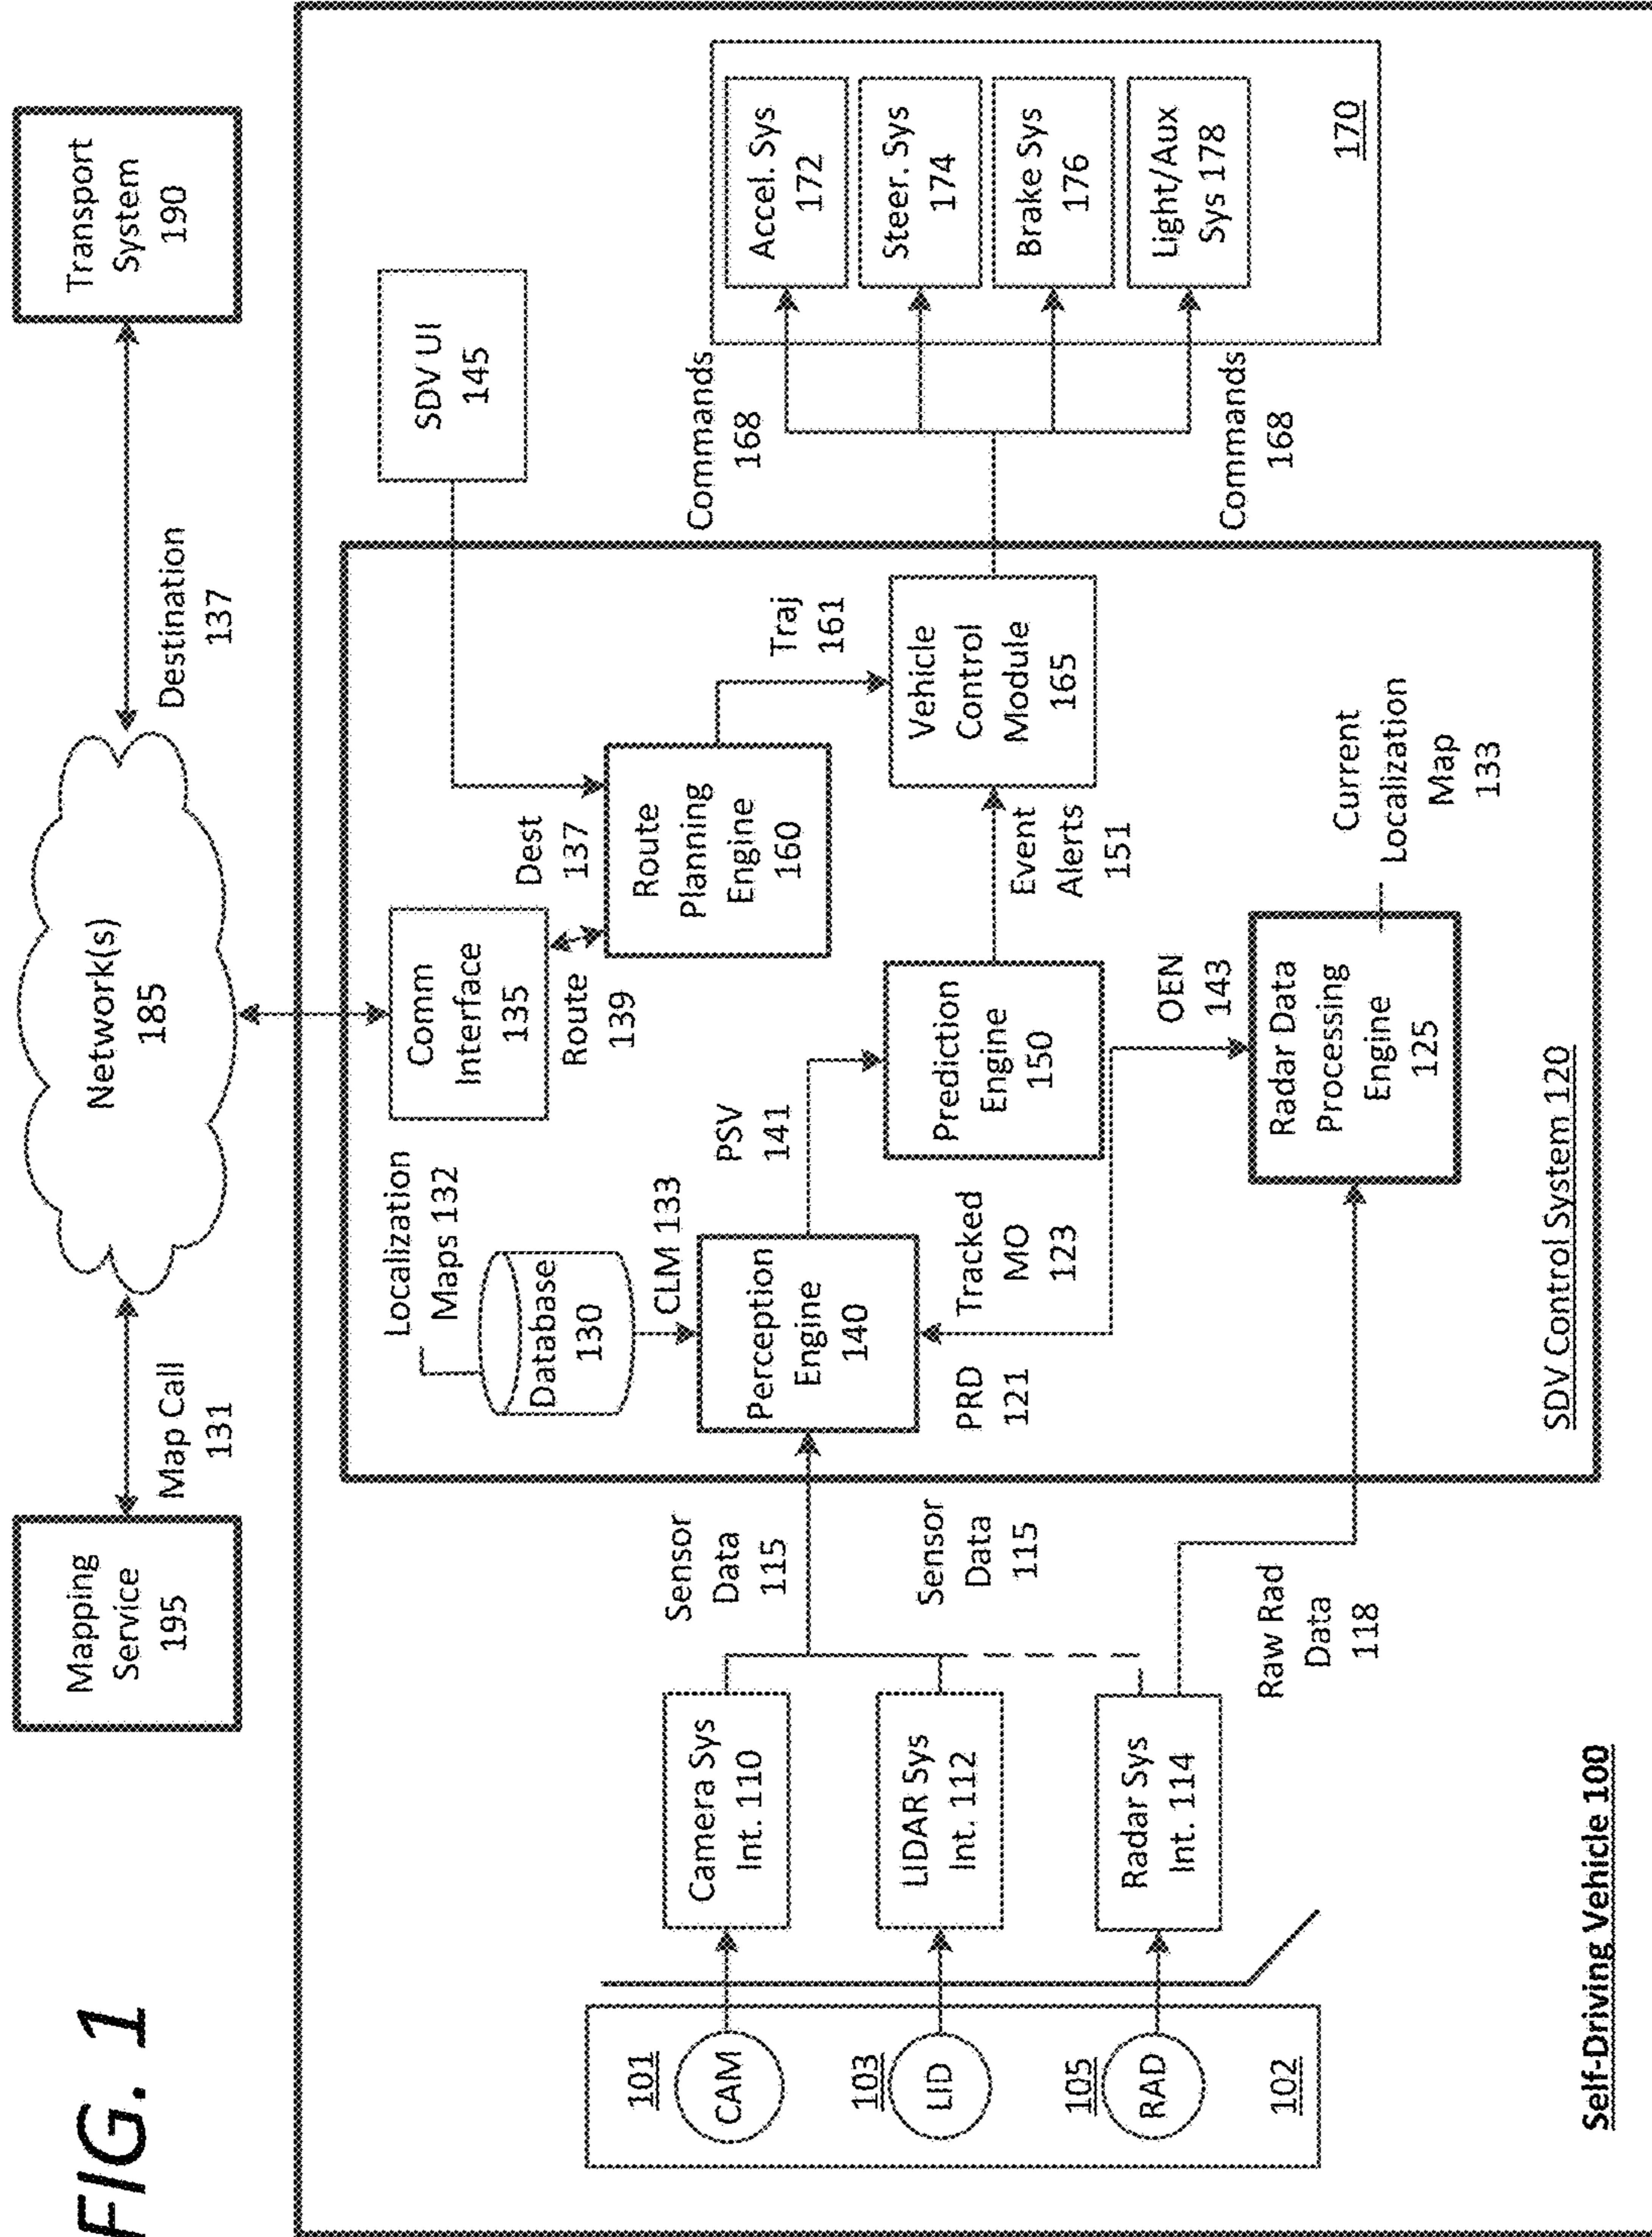 FIG. 1
Mapping
Service
195
Map Call
131
Network(s)
185
Destination
137
Transport
System
190
Localization
Maps 132
Database
130
CLM 133
Comm
Interface
135
Route
139
Dest
137
SDV UI
145
Route
Planning
Engine
160
Traj
161
Commands
168
Accel. Sys
172
Steer. Sys
174
Brake Sys
176
Light/Aux
Sys 178
170
Commands
168
Vehicle
Control
Module
165
Event
Alerts
151
PSV
141
Prediction
Engine
150
Perception
Engine
140
PRD
121
Tracked
MO
123
OEN
143
Radar Data
Processing
Engine
125
Current
Localization
Map
133
SDV Control System 120
Sensor
Data
115
Sensor
Data
115
Raw Rad
Data
118
Camera Sys
Int. 110
LIDAR Sys
Int. 112
Radar Sys
Int. 114
101
CAM
103
LID
105
RAD
102
Self-Driving Vehicle 100